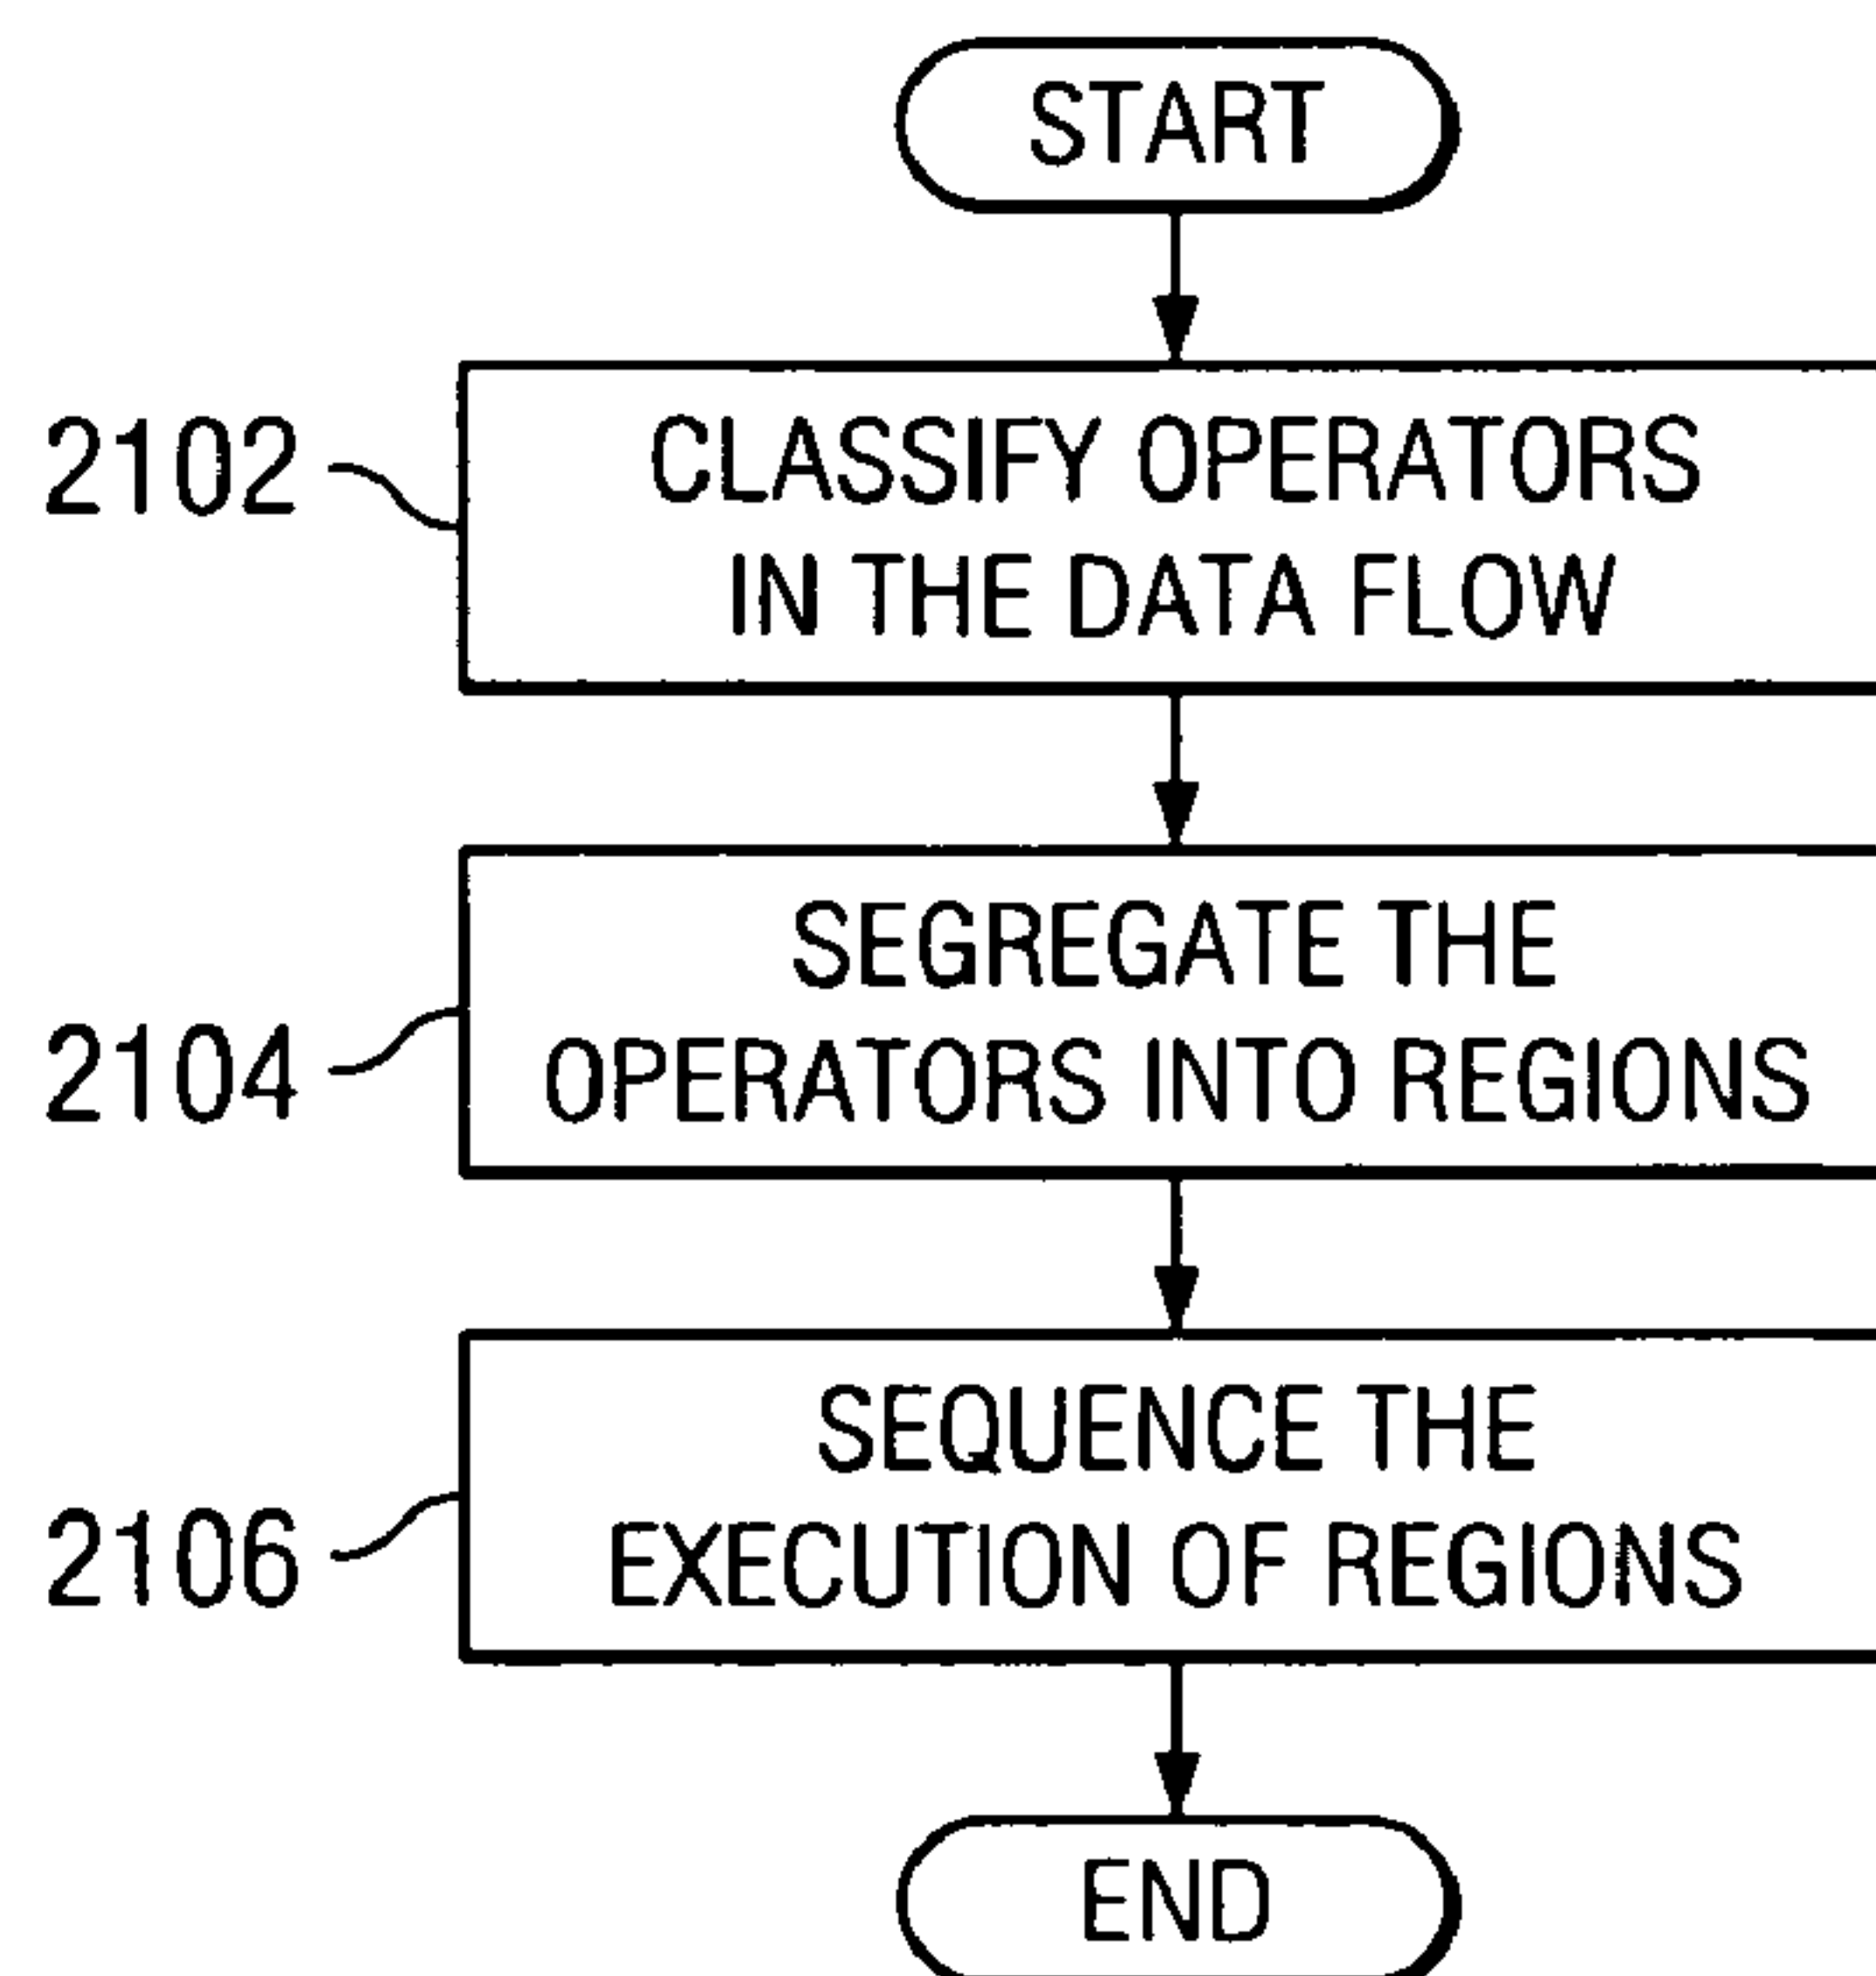 START
2102
CLASSIFY OPERATORS
IN THE DATA FLOW
SEGREGATE THE
2104
OPERATORS INTO REGIONS
SEQUENCE THE
2106
EXECUTION OF REGIONS
END